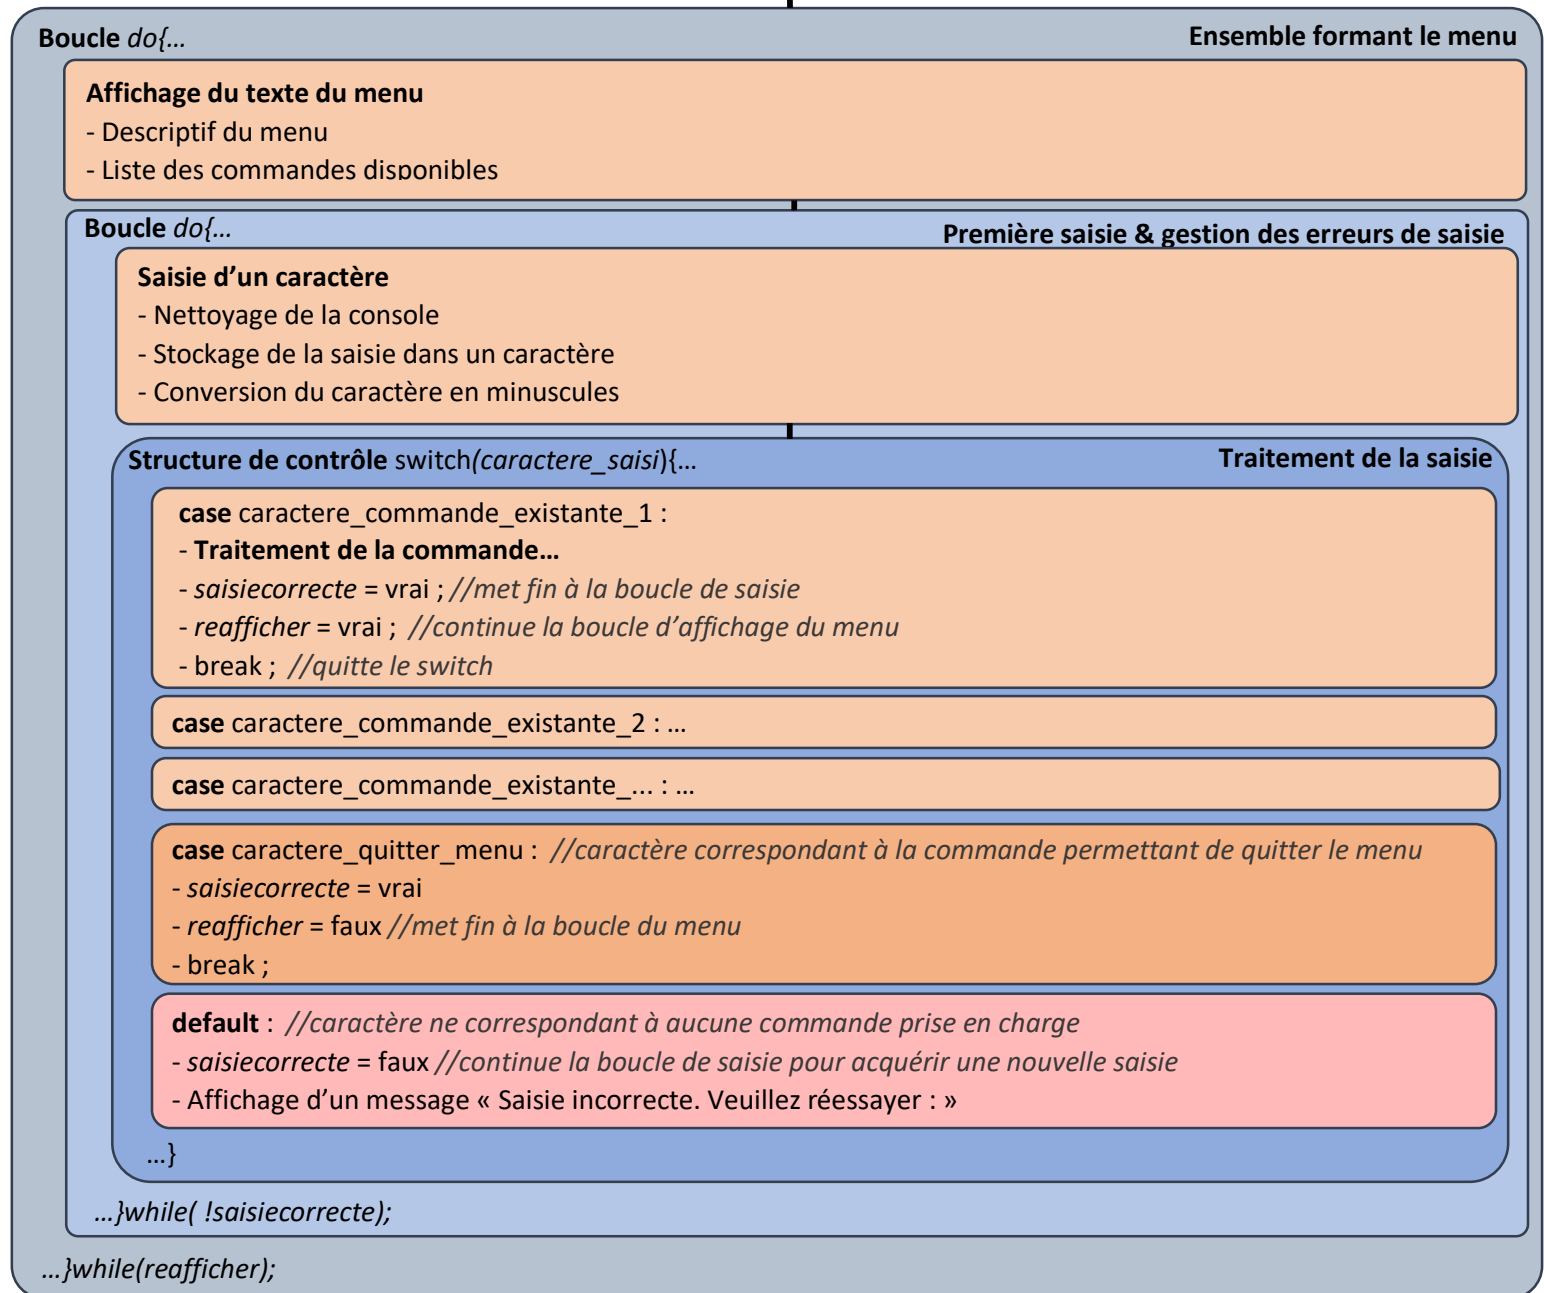 Boucle do{…
Ensemble formant le menu
Affichage du texte du menu
- Descriptif du menu
- Liste des commandes disponibles
Boucle do{…
Première saisie & gestion des erreurs de saisie
Saisie d’un caractère
- Nettoyage de la console
- Stockage de la saisie dans un caractère
- Conversion du caractère en minuscules
Structure de contrôle switch(caractere_saisi){…
Traitement de la saisie
case caractere_commande_existante_1 :
- Traitement de la commande…
- saisiecorrecte = vrai ; //met fin à la boucle de saisie
- reafficher = vrai ; //continue la boucle d’affichage du menu
- break ; //quitte le switch
case caractere_commande_existante_2 : …
case caractere_commande_existante_... : …
case caractere_quitter_menu : //caractère correspondant à la commande permettant de quitter le menu
- saisiecorrecte = vrai
- reafficher = faux //met fin à la boucle du menu
- break ;
default : //caractère ne correspondant à aucune commande prise en charge
- saisiecorrecte = faux //continue la boucle de saisie pour acquérir une nouvelle saisie
- Affichage d’un message « Saisie incorrecte. Veuillez réessayer : »
…}
…}while( !saisiecorrecte);
…}while(reafficher);